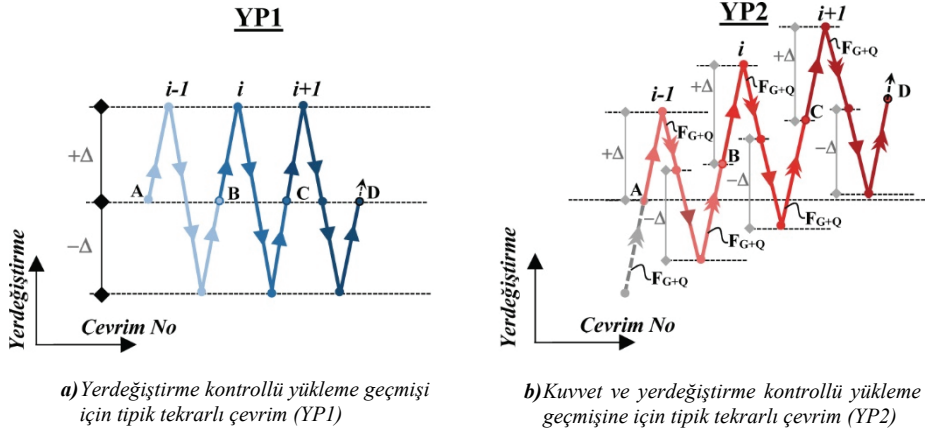 YP1
i-1
i
i+1
+Δ
A
B
C
D
−Δ
Yerdeğiştirme
Cevrim No
a) Yerdeğiştirme kontrollü yükleme geçmişi
için tipik tekrarlı çevrim (YP1)
YP2
i+1
i
i-1
+Δ
F_G+Q
+Δ
F_G+Q
+Δ
F_G+Q
A
B
C
D
−Δ
−Δ
−Δ
F_G+Q
F_G+Q
F_G+Q
Yerdeğiştirme
Cevrim No
b) Kuvvet ve yerdeğiştirme kontrollü yükleme
geçmişine için tipik tekrarlı çevrim (YP2)